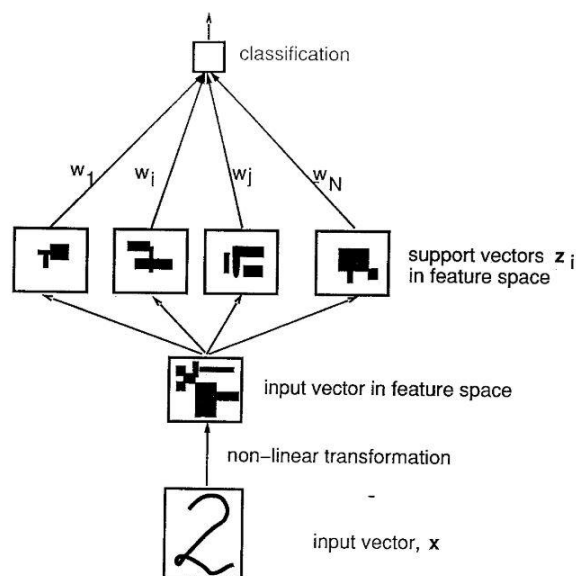 classification
w1
wi
wj
wN
support vectors zi
in feature space
input vector in feature space
non-linear transformation
2
input vector, x